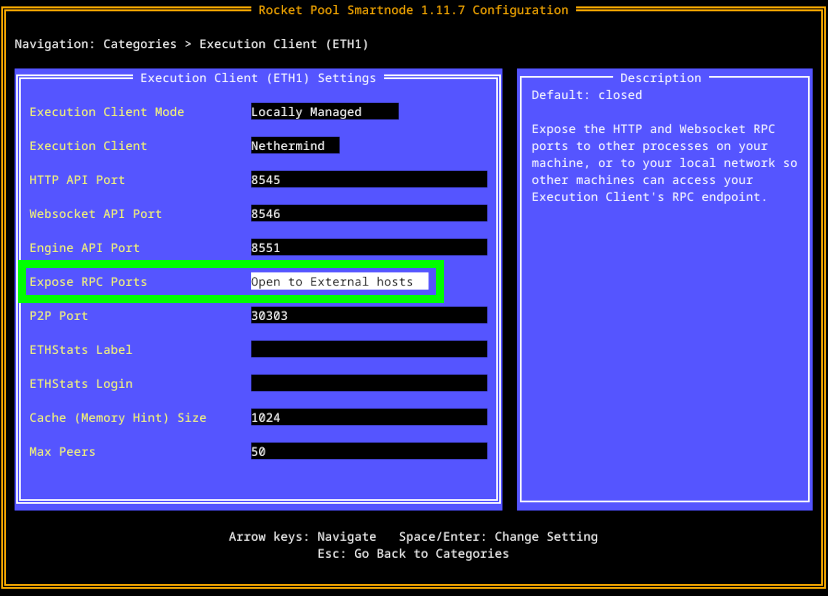 Rocket Pool Smartnode 1.11.7 Configuration
Navigation: Categories > Execution Client (ETH1)
Execution Client (ETH1) Settings
Execution Client Mode Locally Managed
Execution Client Nethermind
HTTP API Port 8545
Websocket API Port 8546
Engine API Port 8551
Expose RPC Ports Open to External hosts
P2P Port 30303
ETHStats Label
ETHStats Login
Cache (Memory Hint) Size 1024
Max Peers 50
Description
Default: closed
Expose the HTTP and Websocket RPC
ports to other processes on your
machine, or to your local network so
other machines can access your
Execution Client's RPC endpoint.
Arrow keys: Navigate Space/Enter: Change Setting
Esc: Go Back to Categories